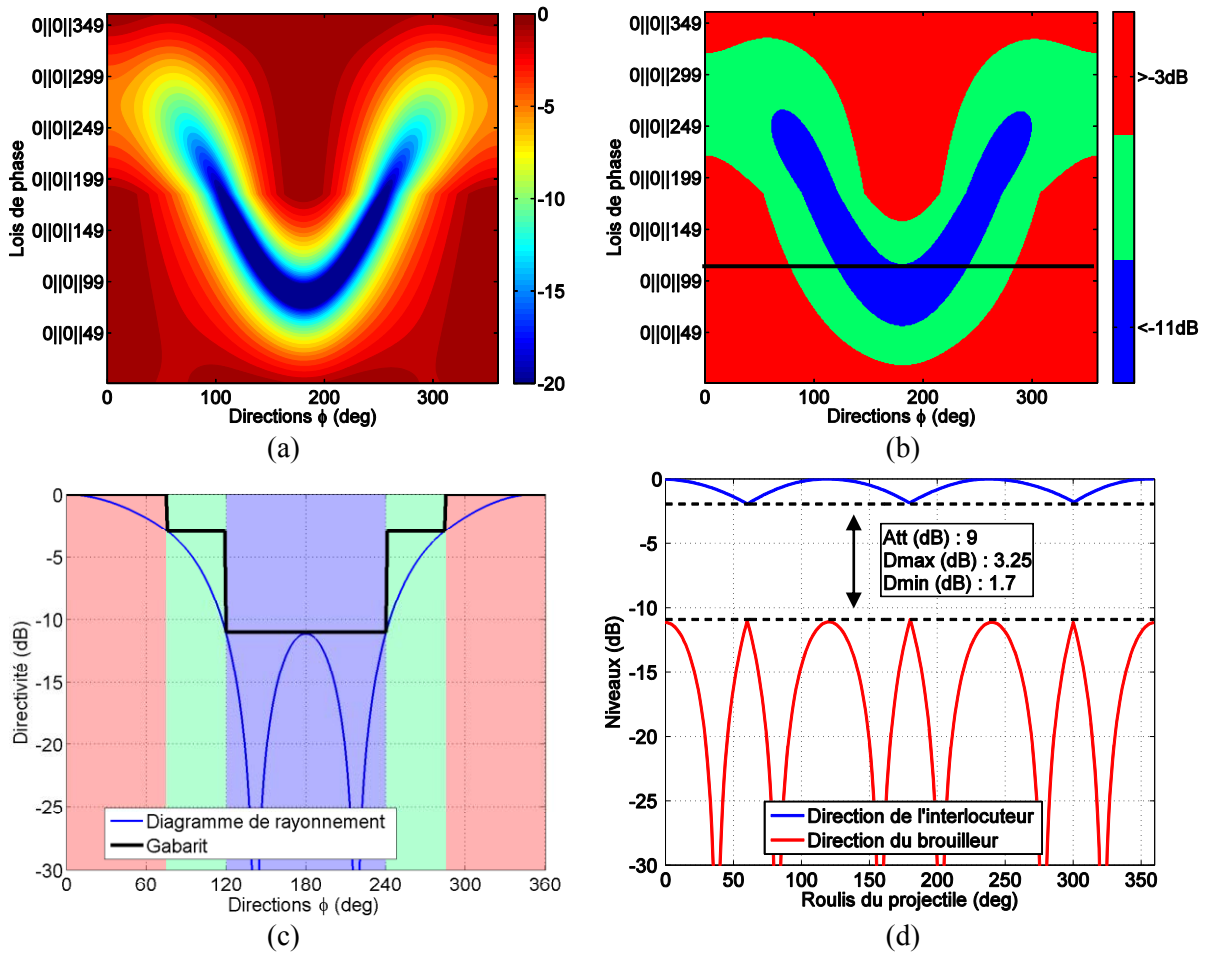 0||0||349
0||0||299
0||0||249
0||0||199
0||0||149
0||0||99
0||0||49
Lois de phase
100 200 300
Directions ϕ (deg)
0
-5
-10
-15
-20
(a)
0||0||349
0||0||299
0||0||249
0||0||199
0||0||149
0||0||99
0||0||49
Lois de phase
0 100 200 300
Directions ϕ (deg)
>-3dB
<-11dB
(b)
0
-5
-10
-15
-20
-25
-30
Directivité (dB)
Diagramme de rayonnement
Gabarit
0 60 120 180 240 300 360
Directions ϕ (deg)
(c)
0
-5
-10
-15
-20
-25
-30
Niveaux (dB)
Att (dB) : 9
Dmax (dB) : 3.25
Dmin (dB) : 1.7
Direction de l'interlocuteur
Direction du brouilleur
0 50 100 150 200 250 300 350
Roulis du projectile (deg)
(d)